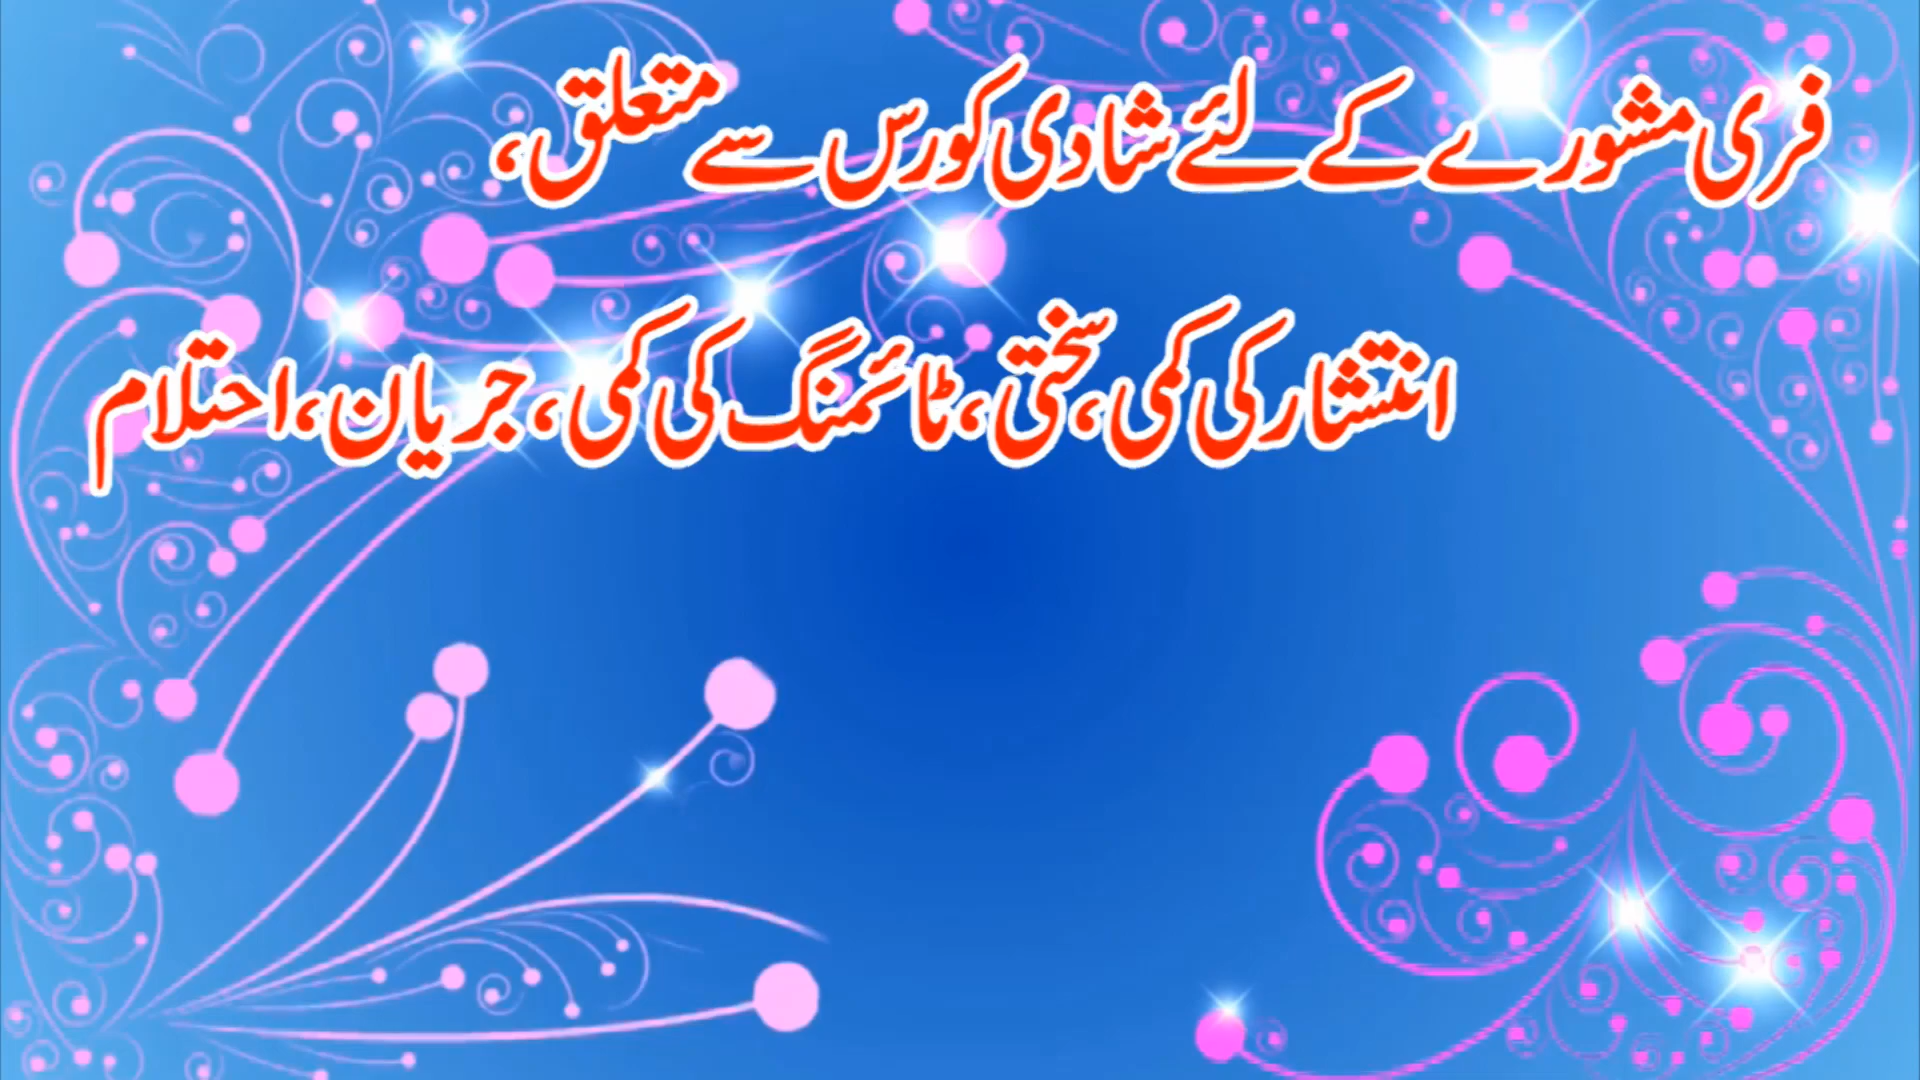 فری مشورے کے لئے شادی کورس سے متعلق،
انتشار کی کمی، سختی، ٹائمنگ کی کمی، جریان، احتلام